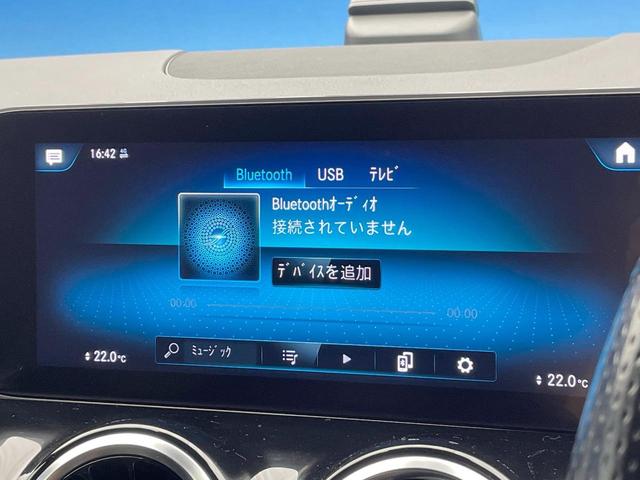 16:42 4G
Bluetooth USB ﾃﾚﾋﾞ
Bluetoothｵｰﾃﾞｨｵ
接続されていません
ﾃﾞﾊﾞｲｽを追加
00:00 00:00
ﾐｭｰｼﾞｯｸ
22.0℃ 22.0℃